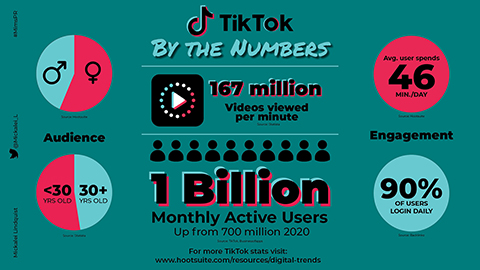 TikTok
BY THE NUMBERS
167 million
Videos viewed
per minute
1 Billion
Monthly Active Users
Up from 700 million 2020
For more TikTok stats visit:
www.hootsuite.com/resources/digital-trends
Audience
<30
YRS OLD
30+
YRS OLD
Avg. user spends
46
MIN./DAY
Engagement
90%
OF USERS
LOGIN DAILY
@Mickalei_L